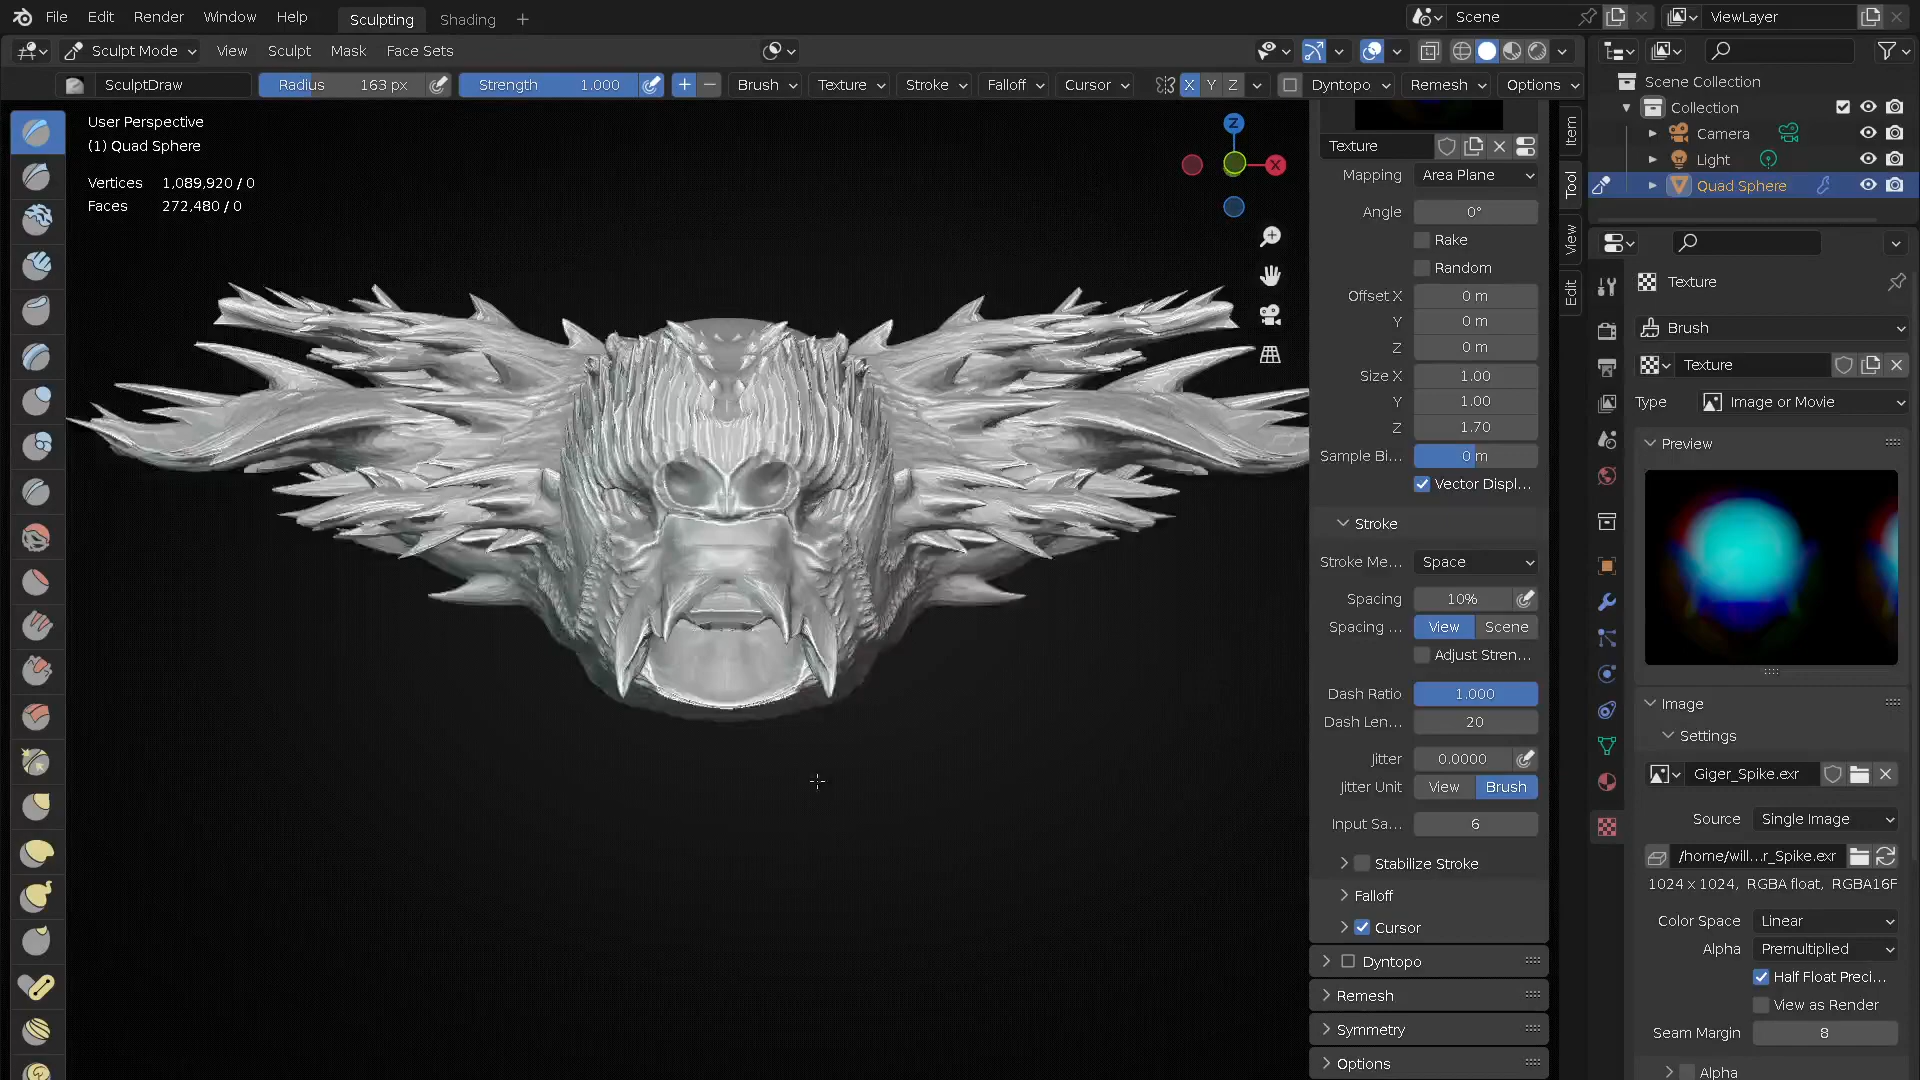 File Edit Render Window Help Sculpting Shading + Scene ViewLayer
Sculpt Mode View Sculpt Mask Face Sets
SculptDraw Radius 163 px Strength 1.000 + − Brush Texture Stroke Falloff Cursor X Y Z Dyntopo Remesh Options
User Perspective
(1) Quad Sphere
Vertices 1,089,920 / 0
Faces 272,480 / 0
Z
X
Texture
Mapping Area Plane
Angle 0°
Rake
Random
Offset X 0 m
Y 0 m
Z 0 m
Size X 1.00
Y 1.00
Z 1.70
Sample Bi... 0 m
Vector Displ...
Stroke
Stroke Me... Space
Spacing 10%
Spacing ... View Scene
Adjust Stren...
Dash Ratio 1.000
Dash Len... 20
Jitter 0.0000
Jitter Unit View Brush
Input Sa... 6
Stabilize Stroke
Falloff
Cursor
Dyntopo
Remesh
Symmetry
Options
Item
Tool
View
Edit
Scene Collection
Collection
Camera
Light
Quad Sphere
Texture
Brush
Texture
Type Image or Movie
Preview
Image
Settings
Giger_Spike.exr
Source Single Image
/home/will...r_Spike.exr
1024 x 1024, RGBA float, RGBA16F
Color Space Linear
Alpha Premultiplied
Half Float Preci...
View as Render
Seam Margin 8
Alpha